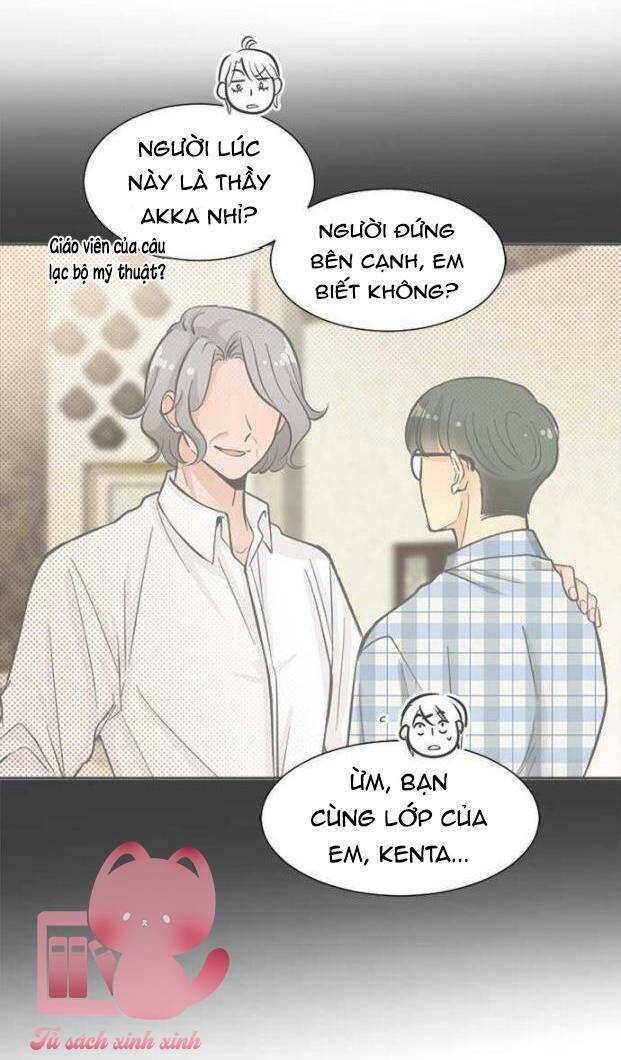 NGƯỜI LÚC
NÀY LÀ THẦY
AKKA NHỈ?
Giáo viên của câu
lạc bộ mỹ thuật?
NGƯỜI ĐỨNG
BÊN CẠNH, EM
BIẾT KHÔNG?
ỪM, BẠN
CÙNG LỚP CỦA
EM, KENTA...
Tủ sách xinh xinh